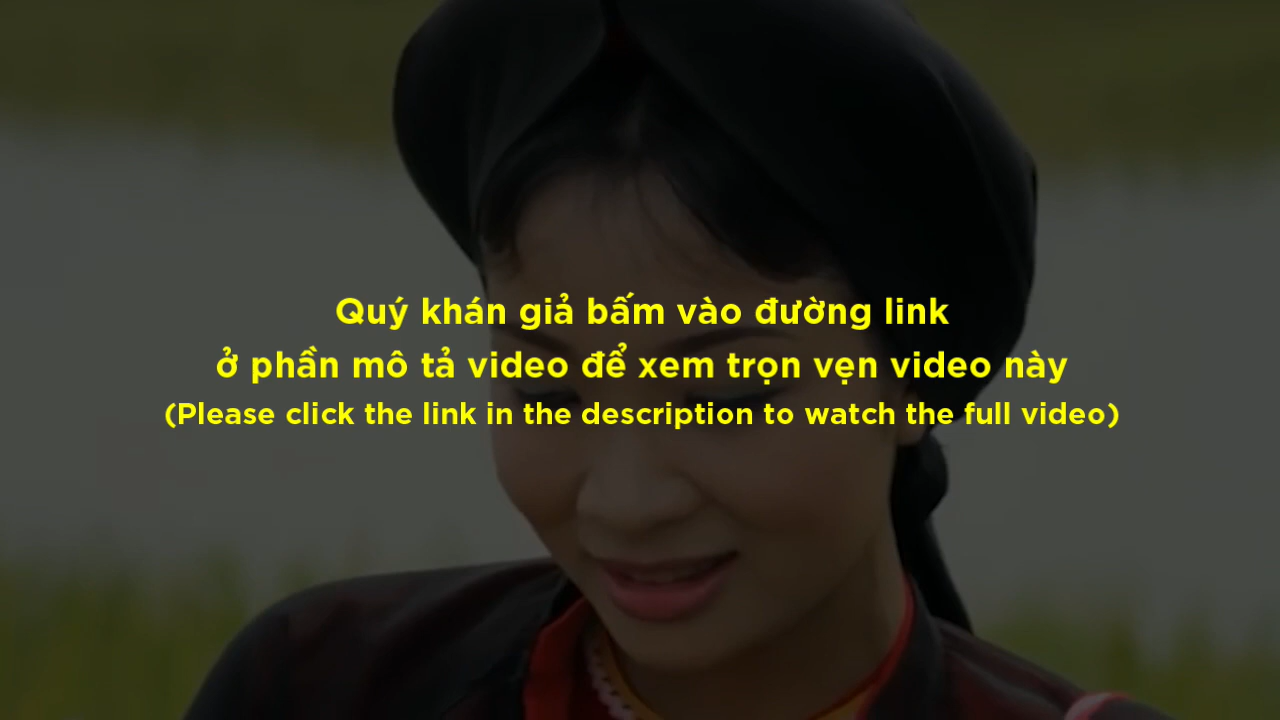 Quý khán giả bấm vào đường link
ở phần mô tả video để xem trọn vẹn video này
(Please click the link in the description to watch the full video)